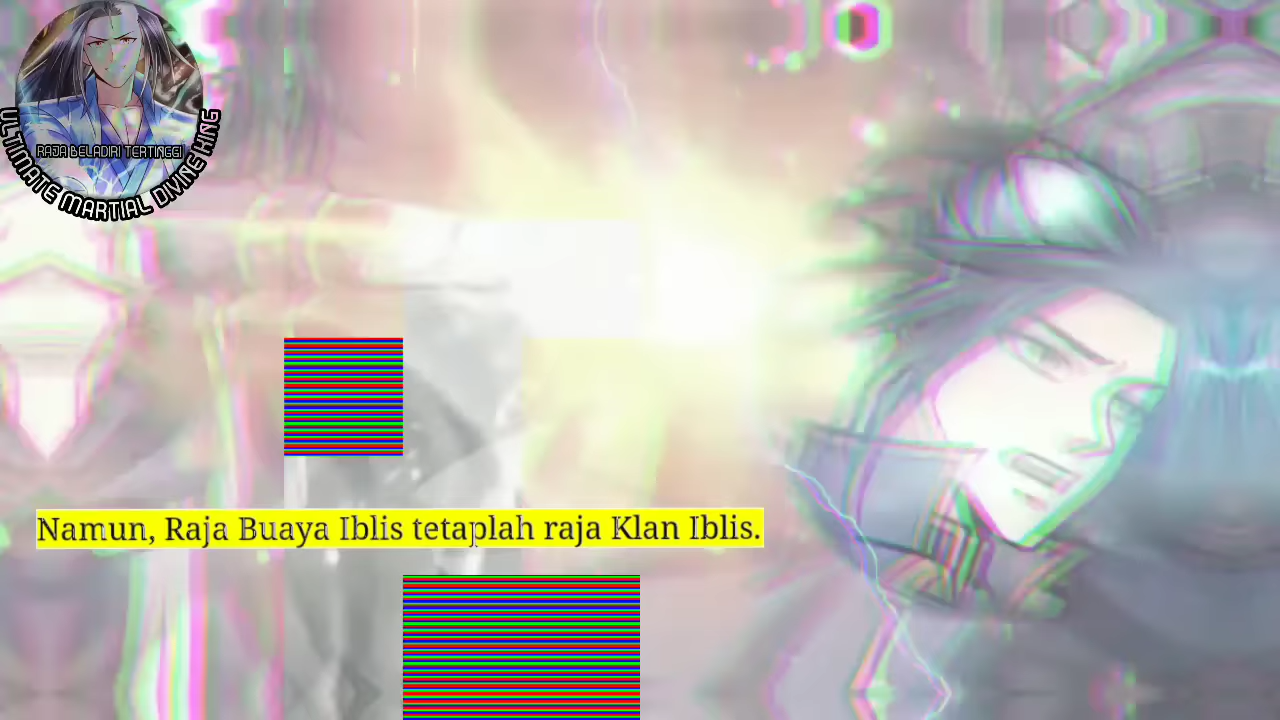 RAJA BELADIRI TERTINGGI
ULTIMATE MARTIAL DIVINE KING
Namun, Raja Buaya Iblis tetaplah raja Klan Iblis.